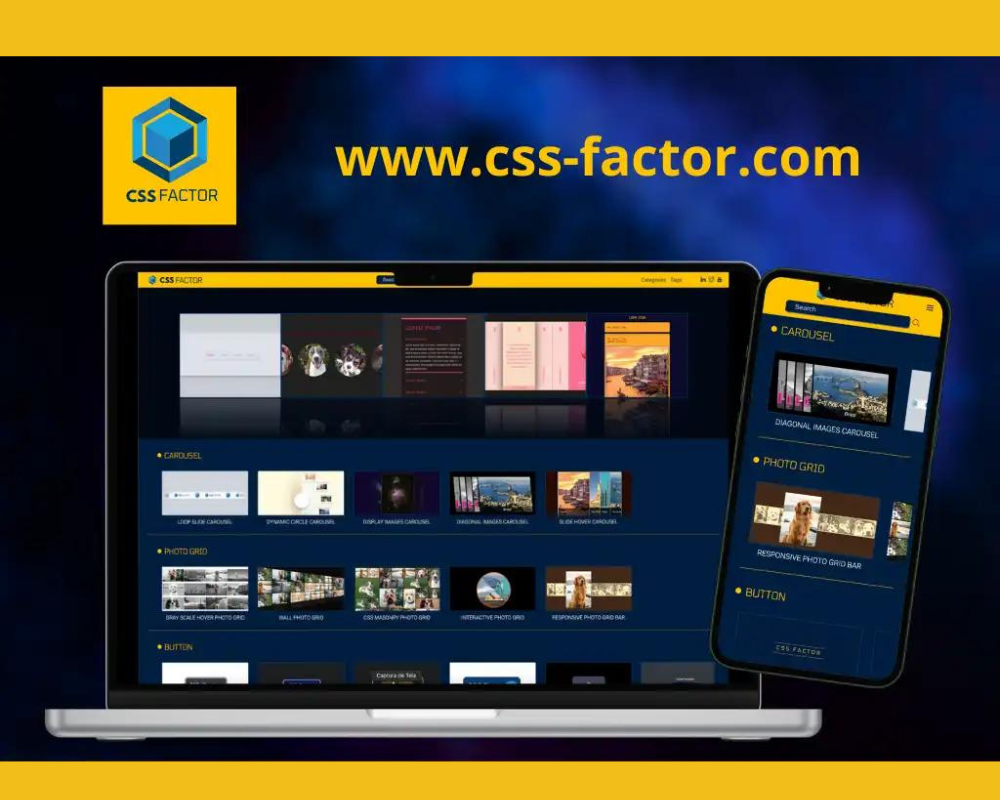 CSS FACTOR
www.css-factor.com
CSS FACTOR
Categories Tags
CAROUSEL
LOOP SLIDE CAROUSEL
DYNAMIC CIRCLE CAROUSEL
DISPLAY IMAGES CAROUSEL
DIAGONAL IMAGES CAROUSEL
SLIDE HOVER CAROUSEL
PHOTO GRID
GRAY SCALE HOVER PHOTO GRID
WALL PHOTO GRID
CSS MASONRY PHOTO GRID
INTERACTIVE PHOTO GRID
RESPONSIVE PHOTO GRID BAR
BUTTON
Captura de Tela
Search
CAROUSEL
DIAGONAL IMAGES CAROUSEL
PHOTO GRID
RESPONSIVE PHOTO GRID BAR
BUTTON
CSS FACTOR